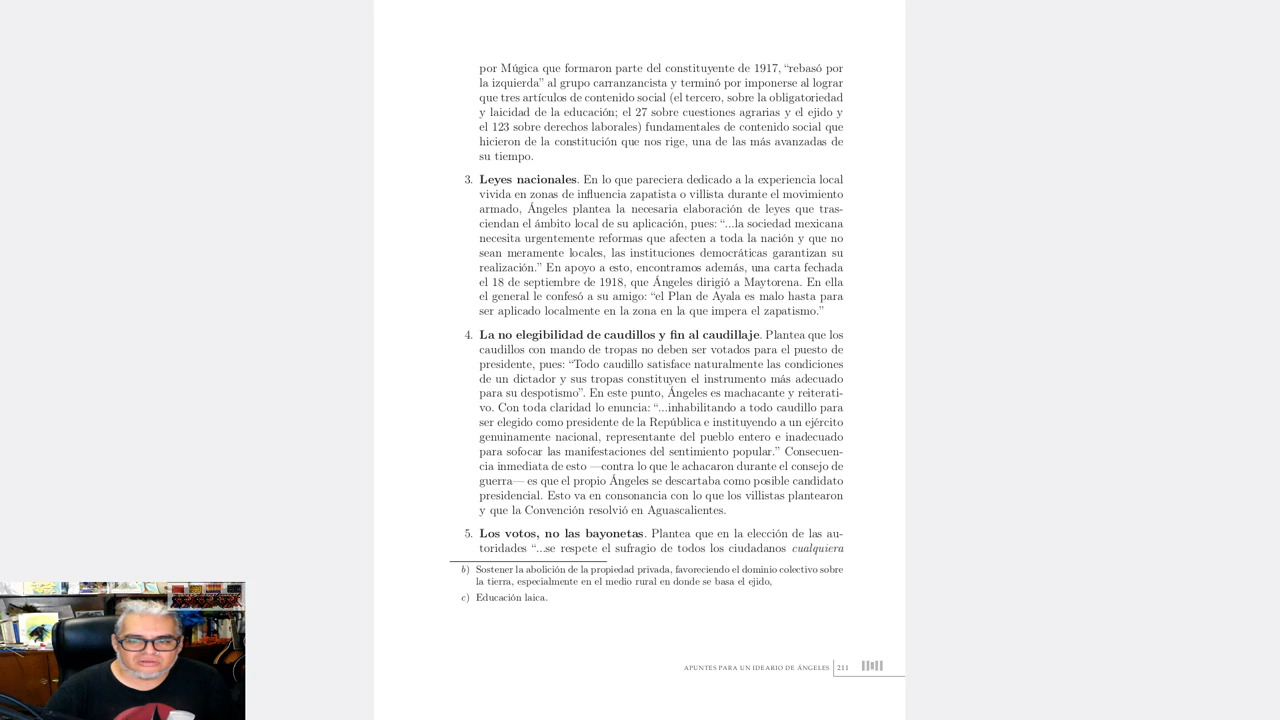 por Múgica que formaron parte del constituyente de 1917, “rebasó por
la izquierda” al grupo carranzancista y terminó por imponerse al lograr
que tres artículos de contenido social (el tercero, sobre la obligatoriedad
y laicidad de la educación; el 27 sobre cuestiones agrarias y el ejido y
el 123 sobre derechos laborales) fundamentales de contenido social que
hicieron de la constitución que nos rige, una de las más avanzadas de
su tiempo.
3. Leyes nacionales. En lo que pareciera dedicado a la experiencia local
vivida en zonas de influencia zapatista o villista durante el movimiento
armado, Ángeles plantea la necesaria elaboración de leyes que tras-
ciendan el ámbito local de su aplicación, pues: “...la sociedad mexicana
necesita urgentemente reformas que afecten a toda la nación y que no
sean meramente locales, las instituciones democráticas garantizan su
realización.” En apoyo a esto, encontramos además, una carta fechada
el 18 de septiembre de 1918, que Ángeles dirigió a Maytorena. En ella
el general le confesó a su amigo: “el Plan de Ayala es malo hasta para
ser aplicado localmente en la zona en la que impera el zapatismo.”
4. La no elegibilidad de caudillos y fin al caudillaje. Plantea que los
caudillos con mando de tropas no deben ser votados para el puesto de
presidente, pues: “Todo caudillo satisface naturalmente las condiciones
de un dictador y sus tropas constituyen el instrumento más adecuado
para su despotismo”. En este punto, Ángeles es machacante y reiterati-
vo. Con toda claridad lo enuncia: “...inhabilitando a todo caudillo para
ser elegido como presidente de la República e instituyendo a un ejército
genuinamente nacional, representante del pueblo entero e inadecuado
para sofocar las manifestaciones del sentimiento popular.” Consecuen-
cia inmediata de esto —contra lo que le achacaron durante el consejo de
guerra— es que el propio Ángeles se descartaba como posible candidato
presidencial. Esto va en consonancia con lo que los villistas plantearon
y que la Convención resolvió en Aguascalientes.
5. Los votos, no las bayonetas. Plantea que en la elección de las au-
toridades “...se respete el sufragio de todos los ciudadanos cualquiera
b) Sostener la abolición de la propiedad privada, favoreciendo el dominio colectivo sobre
la tierra, especialmente en el medio rural en donde se basa el ejido,
c) Educación laica.
APUNTES PARA UN IDEARIO DE ÁNGELES 211